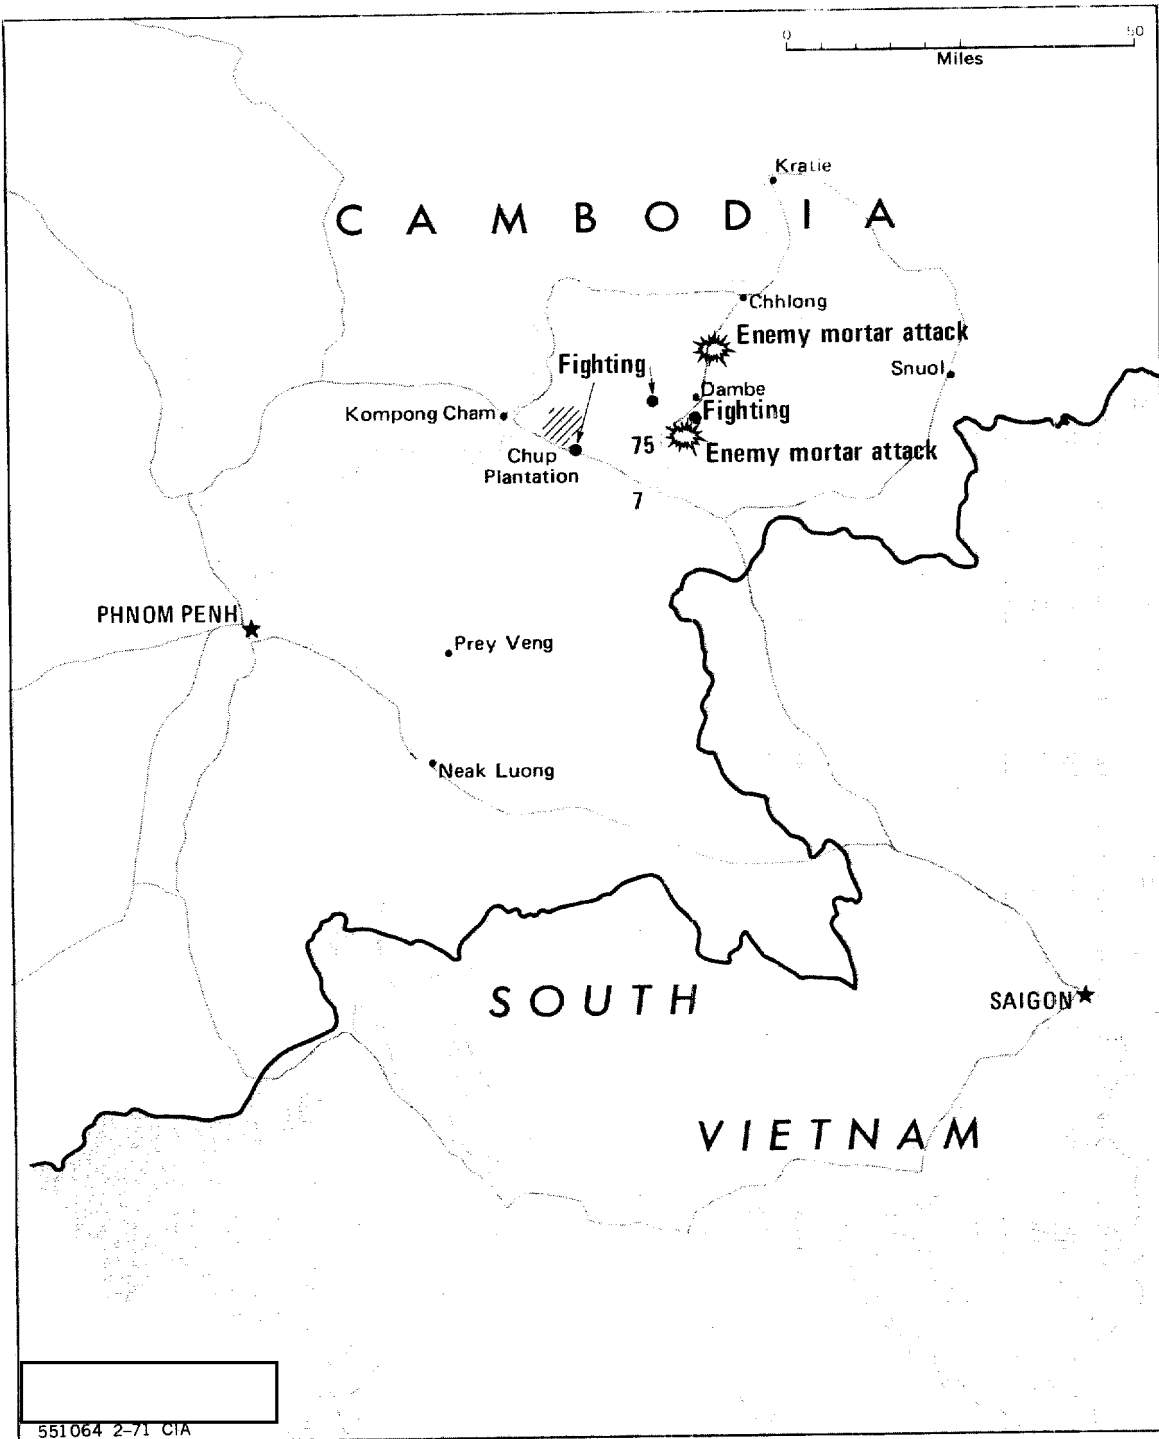 0 50
Miles
Kratie
CAMBODIA
Chhlong
Enemy mortar attack
Fighting
Snuol
Dambe
Kompong Cham
Fighting
75
Enemy mortar attack
Chup
Plantation
7
PHNOM PENH
Prey Veng
Neak Luong
SOUTH
SAIGON
VIETNAM
551064 2-71 CIA